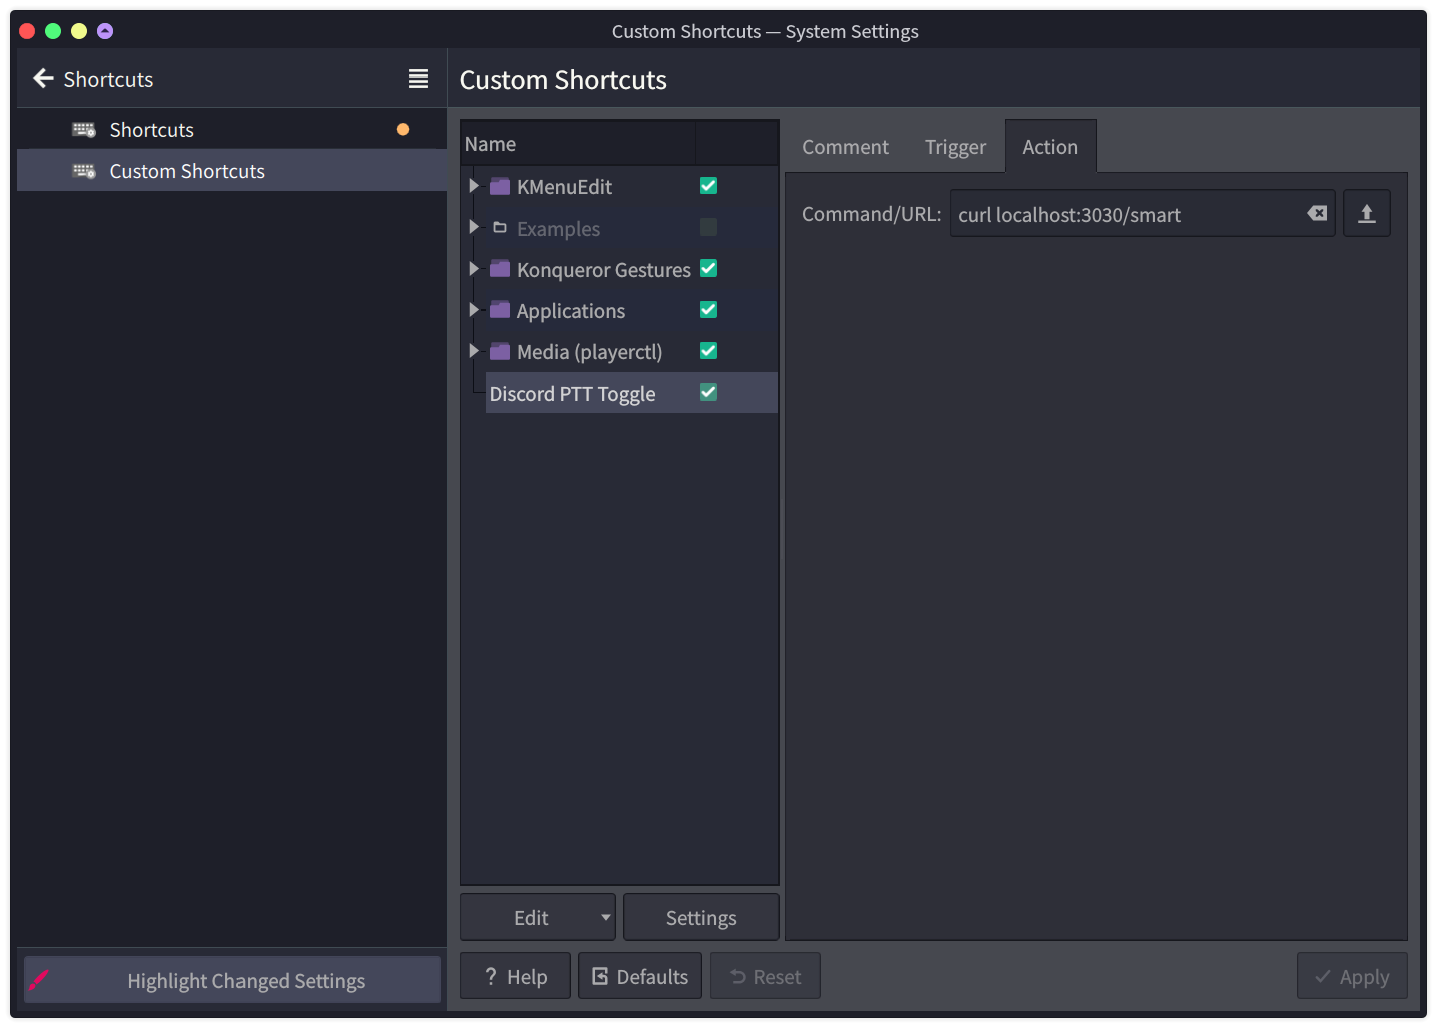 Custom Shortcuts — System Settings
Shortcuts
Shortcuts
Custom Shortcuts
Highlight Changed Settings
Custom Shortcuts
Name
KMenuEdit
Examples
Konqueror Gestures
Applications
Media (playerctl)
Discord PTT Toggle
Edit
Settings
Comment
Trigger
Action
Command/URL: curl localhost:3030/smart
? Help
Defaults
Reset
Apply